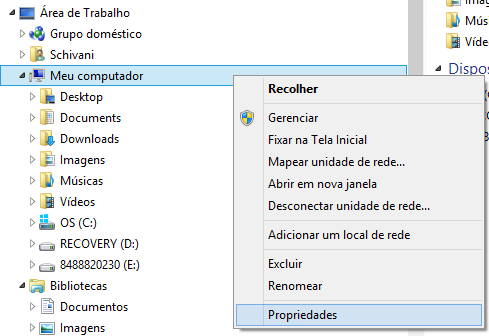 Área de Trabalho
Grupo doméstico
Schivani
Meu computador
Desktop
Documents
Downloads
Imagens
Músicas
Vídeos
OS (C:)
RECOVERY (D:)
8488820230 (E:)
Bibliotecas
Documentos
Imagens
Recolher
Gerenciar
Fixar na Tela Inicial
Mapear unidade de rede...
Abrir em nova janela
Desconectar unidade de rede...
Adicionar um local de rede
Excluir
Renomear
Propriedades
Imag
Mús
Víde
Dispos